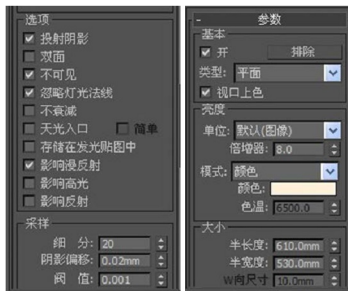 选项
投射阴影
双面
不可见
忽略灯光法线
不衰减
天光入口 简单
存储在发光贴图中
影响漫反射
影响高光
影响反射
采样
细 分: 20
阴影偏移: 0.02mm
阈 值: 0.001
- 参数
基本
开 排除
类型: 平面
视口上色
亮度
单位: 默认(图像)
倍增器: 8.0
模式: 颜色
颜色:
色温: 6500.0
大小
半长度: 610.0mm
半宽度: 530.0mm
W向尺寸 10.0mm